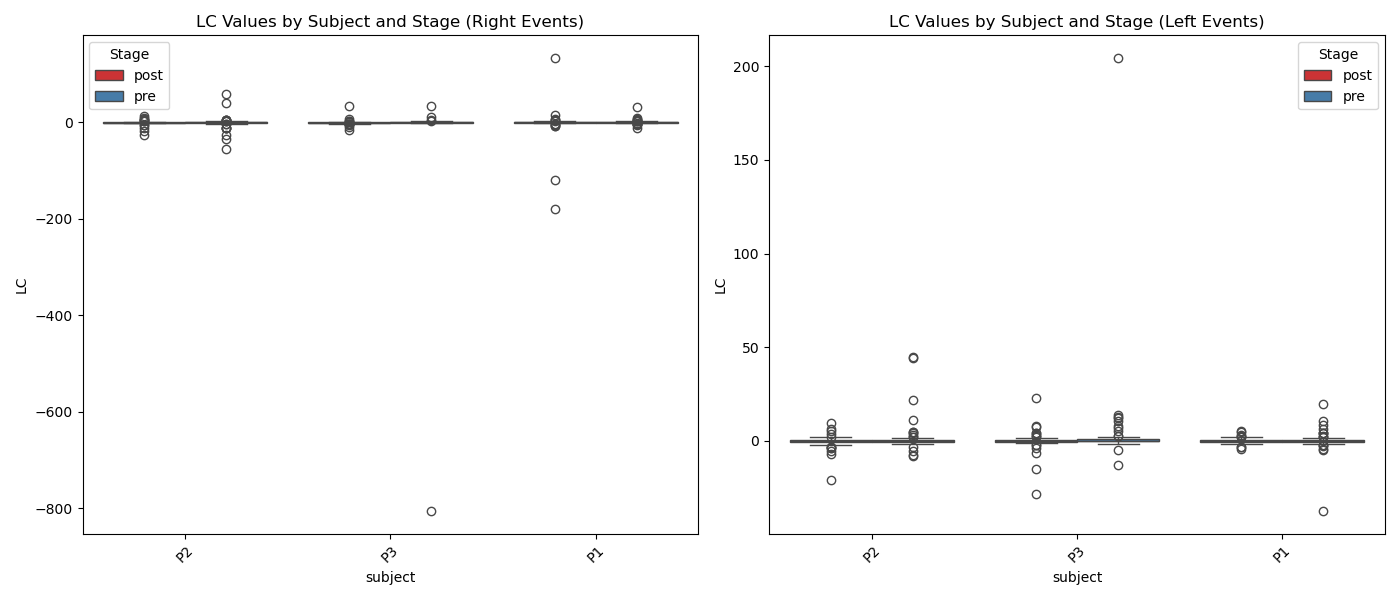 LC Values by Subject and Stage (Right Events)
Stage
post
pre
0
−200
−400
−600
−800
LC
P2
P3
P1
subject
LC Values by Subject and Stage (Left Events)
Stage
post
pre
200
150
100
50
0
LC
P2
P3
P1
subject